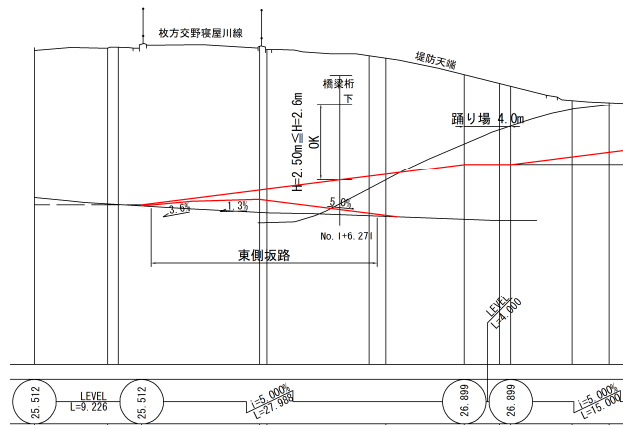 枚方交野寝屋川線
堤防天端
橋梁桁
下
踊り場 4.0m
H=2.50m≦H=2.6m
OK
3.6%
1.3%
5.0%
No.1+6.271
東側坂路
LEVEL
L=4.000
25.512
LEVEL
L=9.226
25.512
i=5.000%
L=27.988
26.899
26.899
i=5.000%
L=15.000